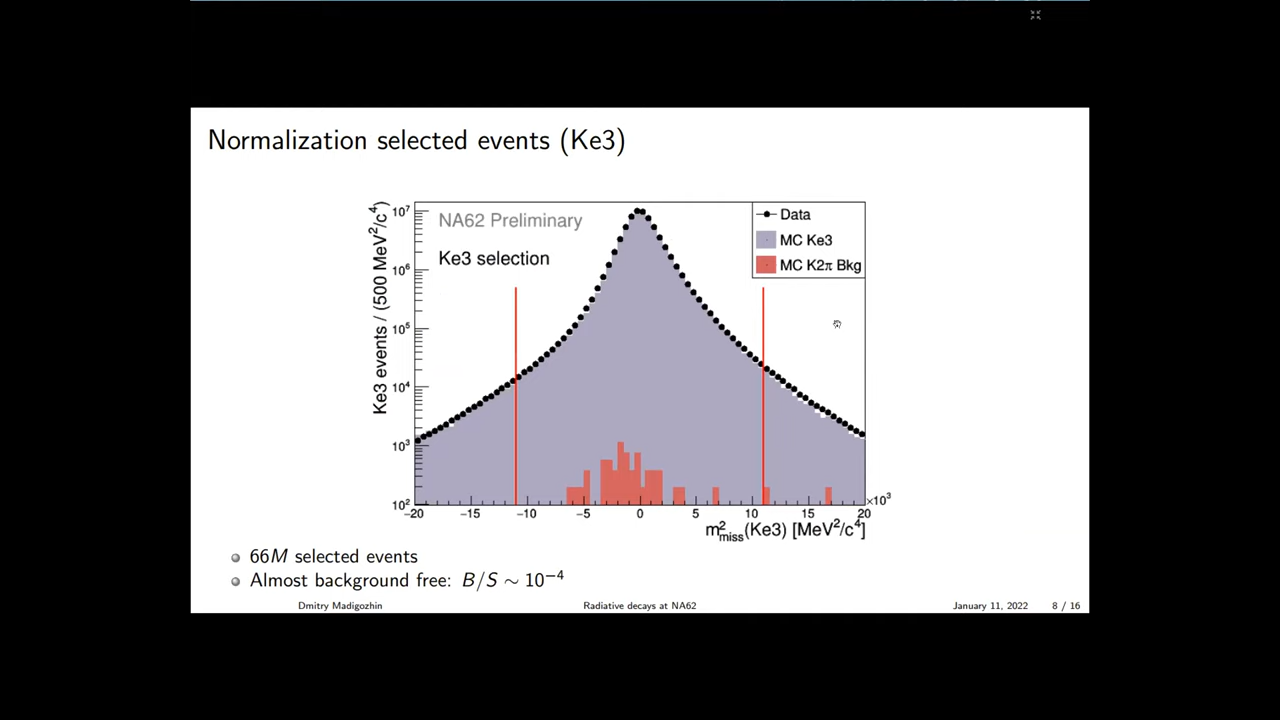 Normalization selected events (Ke3)
Ke3 events / (500 MeV²/c⁴)
10⁷
10⁶
10⁵
10⁴
10³
10²
NA62 Preliminary
Ke3 selection
Data
MC Ke3
MC K2π Bkg
−20 −15 −10 −5 0 5 10 15 20
×10³
m²miss(Ke3) [MeV²/c⁴]
66M selected events
Almost background free: B/S ∼ 10⁻⁴
Dmitry Madigozhin Radiative decays at NA62 January 11, 2022 8 / 16